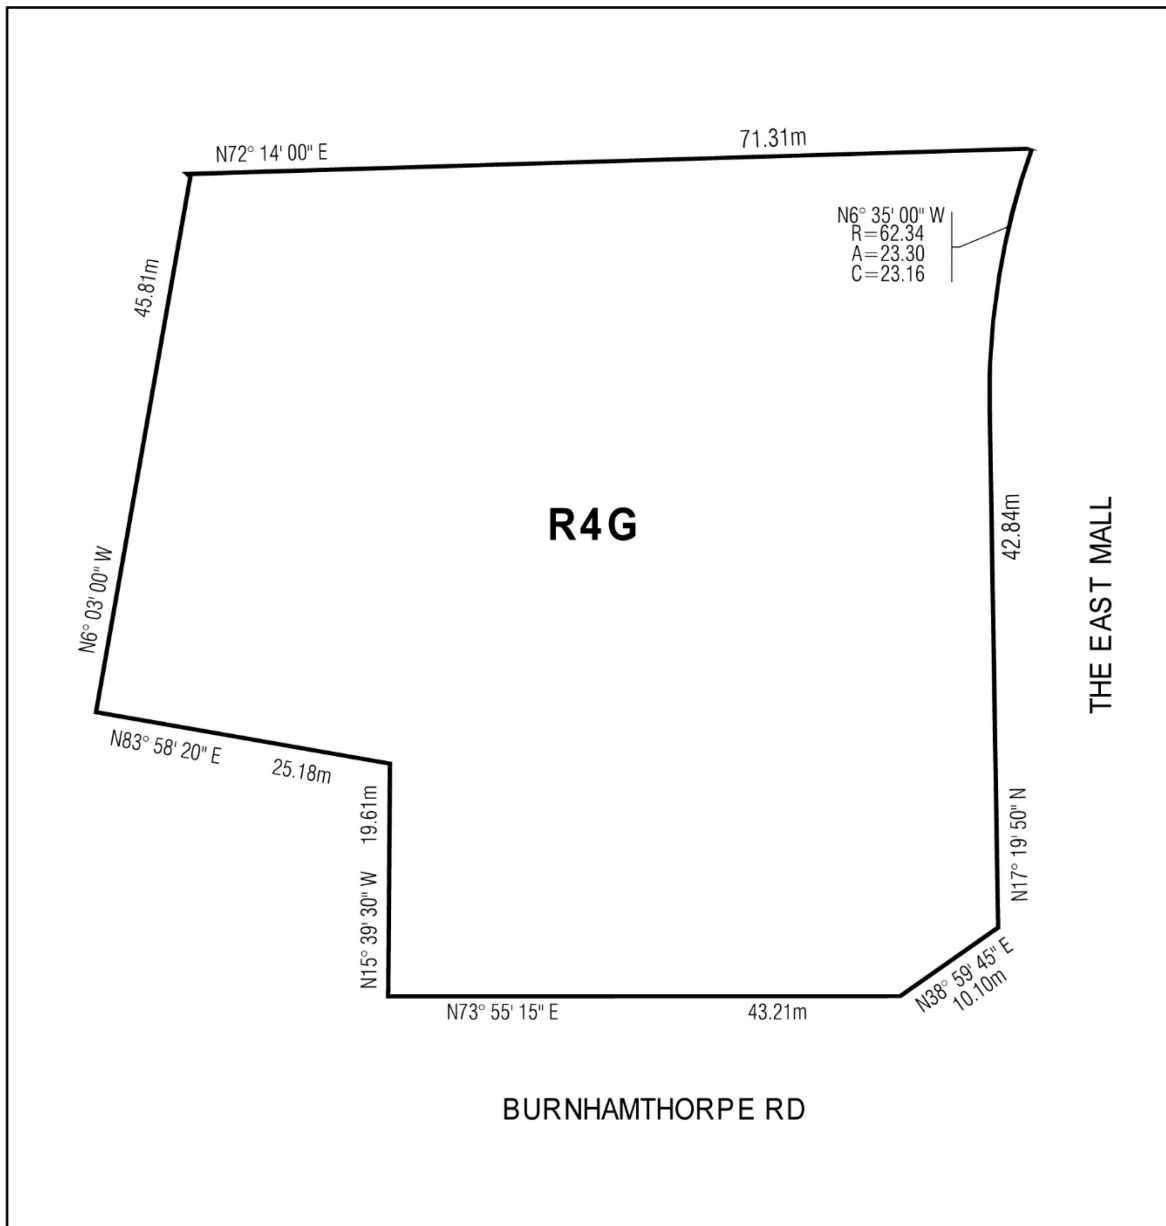 N72° 14' 00" E
71.31m
N6° 35' 00" W
R=62.34
A=23.30
C=23.16
45.81m
N6° 03' 00" W
R4G
42.84m
THE EAST MALL
N17° 19' 50" N
N83° 58' 20" E
25.18m
19.61m
N15° 39' 30" W
N38° 59' 45" E
10.10m
N73° 55' 15" E
43.21m
BURNHAMTHORPE RD